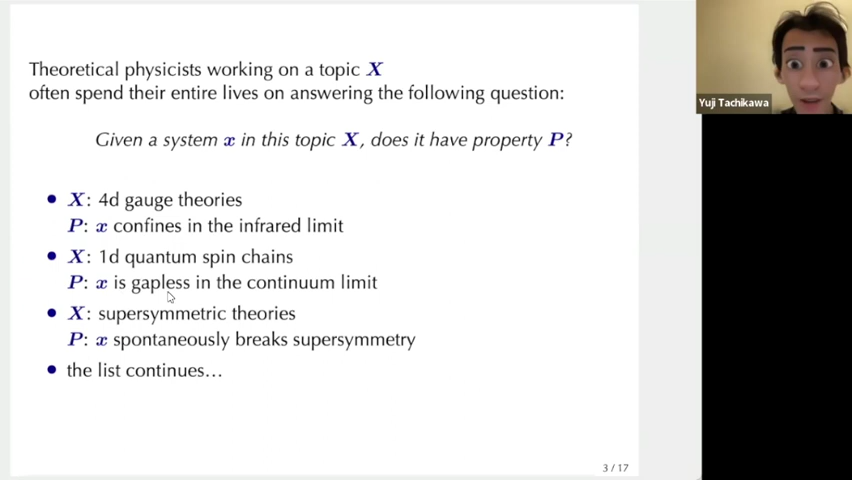 Theoretical physicists working on a topic X
often spend their entire lives on answering the following question:
Given a system x in this topic X, does it have property P?
• X: 4d gauge theories
P: x confines in the infrared limit
• X: 1d quantum spin chains
P: x is gapless in the continuum limit
• X: supersymmetric theories
P: x spontaneously breaks supersymmetry
• the list continues...
3 / 17
Yuji Tachikawa